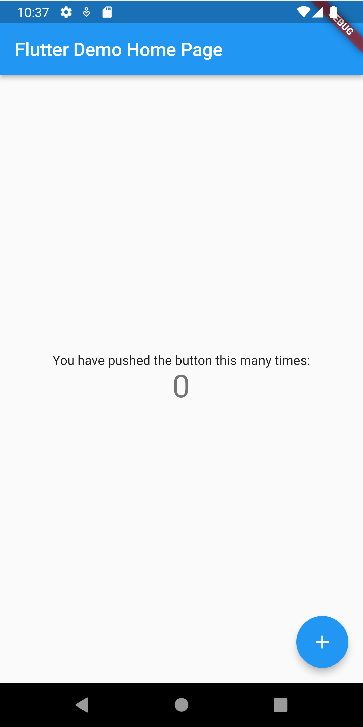 10:37
DEBUG
Flutter Demo Home Page
You have pushed the button this many times:
0
+